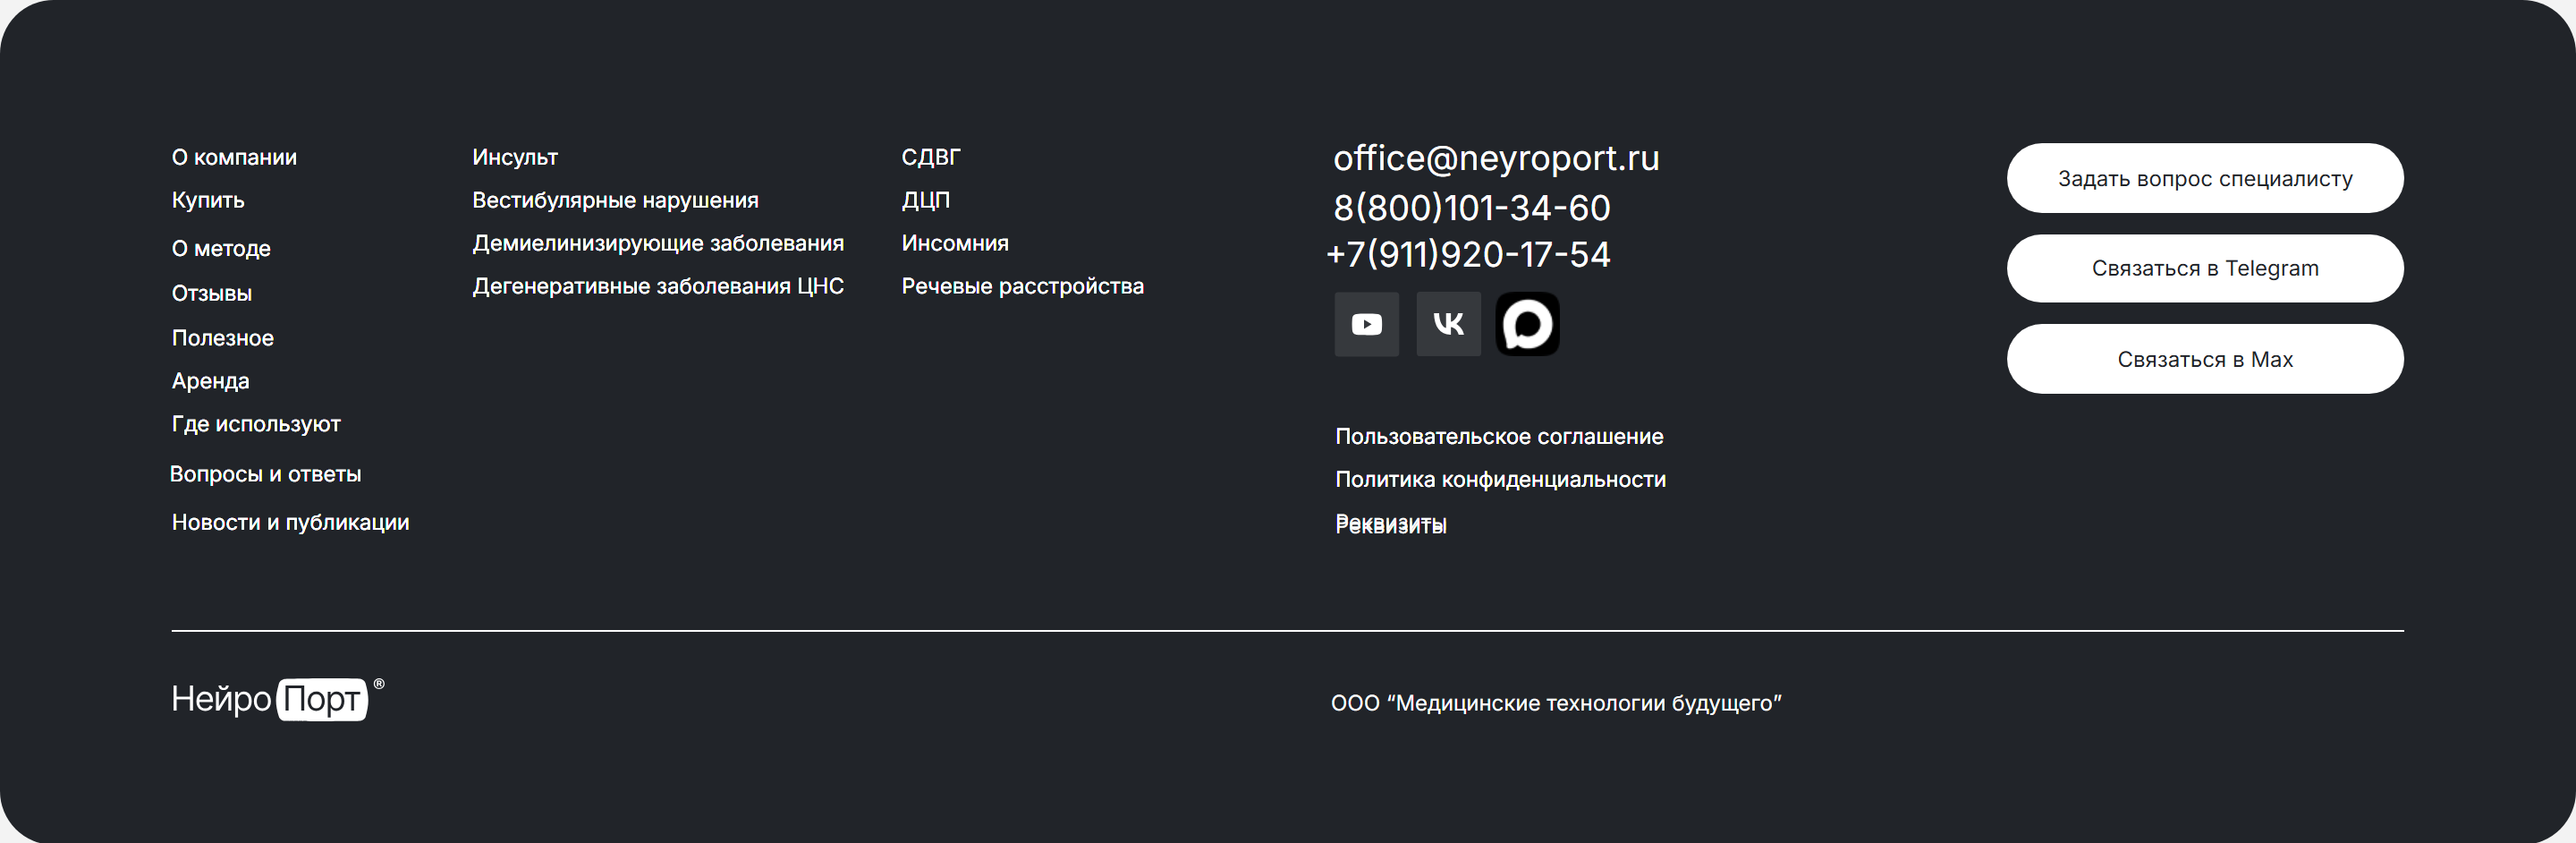 О компании
Купить
О методе
Отзывы
Полезное
Аренда
Где используют
Вопросы и ответы
Новости и публикации
Инсульт
Вестибулярные нарушения
Демиелинизирующие заболевания
Дегенеративные заболевания ЦНС
СДВГ
ДЦП
Инсомния
Речевые расстройства
office@neyroport.ru
8(800)101-34-60
+7(911)920-17-54
Пользовательское соглашение
Политика конфиденциальности
Реквизиты
Реквизиты
Задать вопрос специалисту
Связаться в Telegram
Связаться в Max
НейроПорт®
ООО “Медицинские технологии будущего”